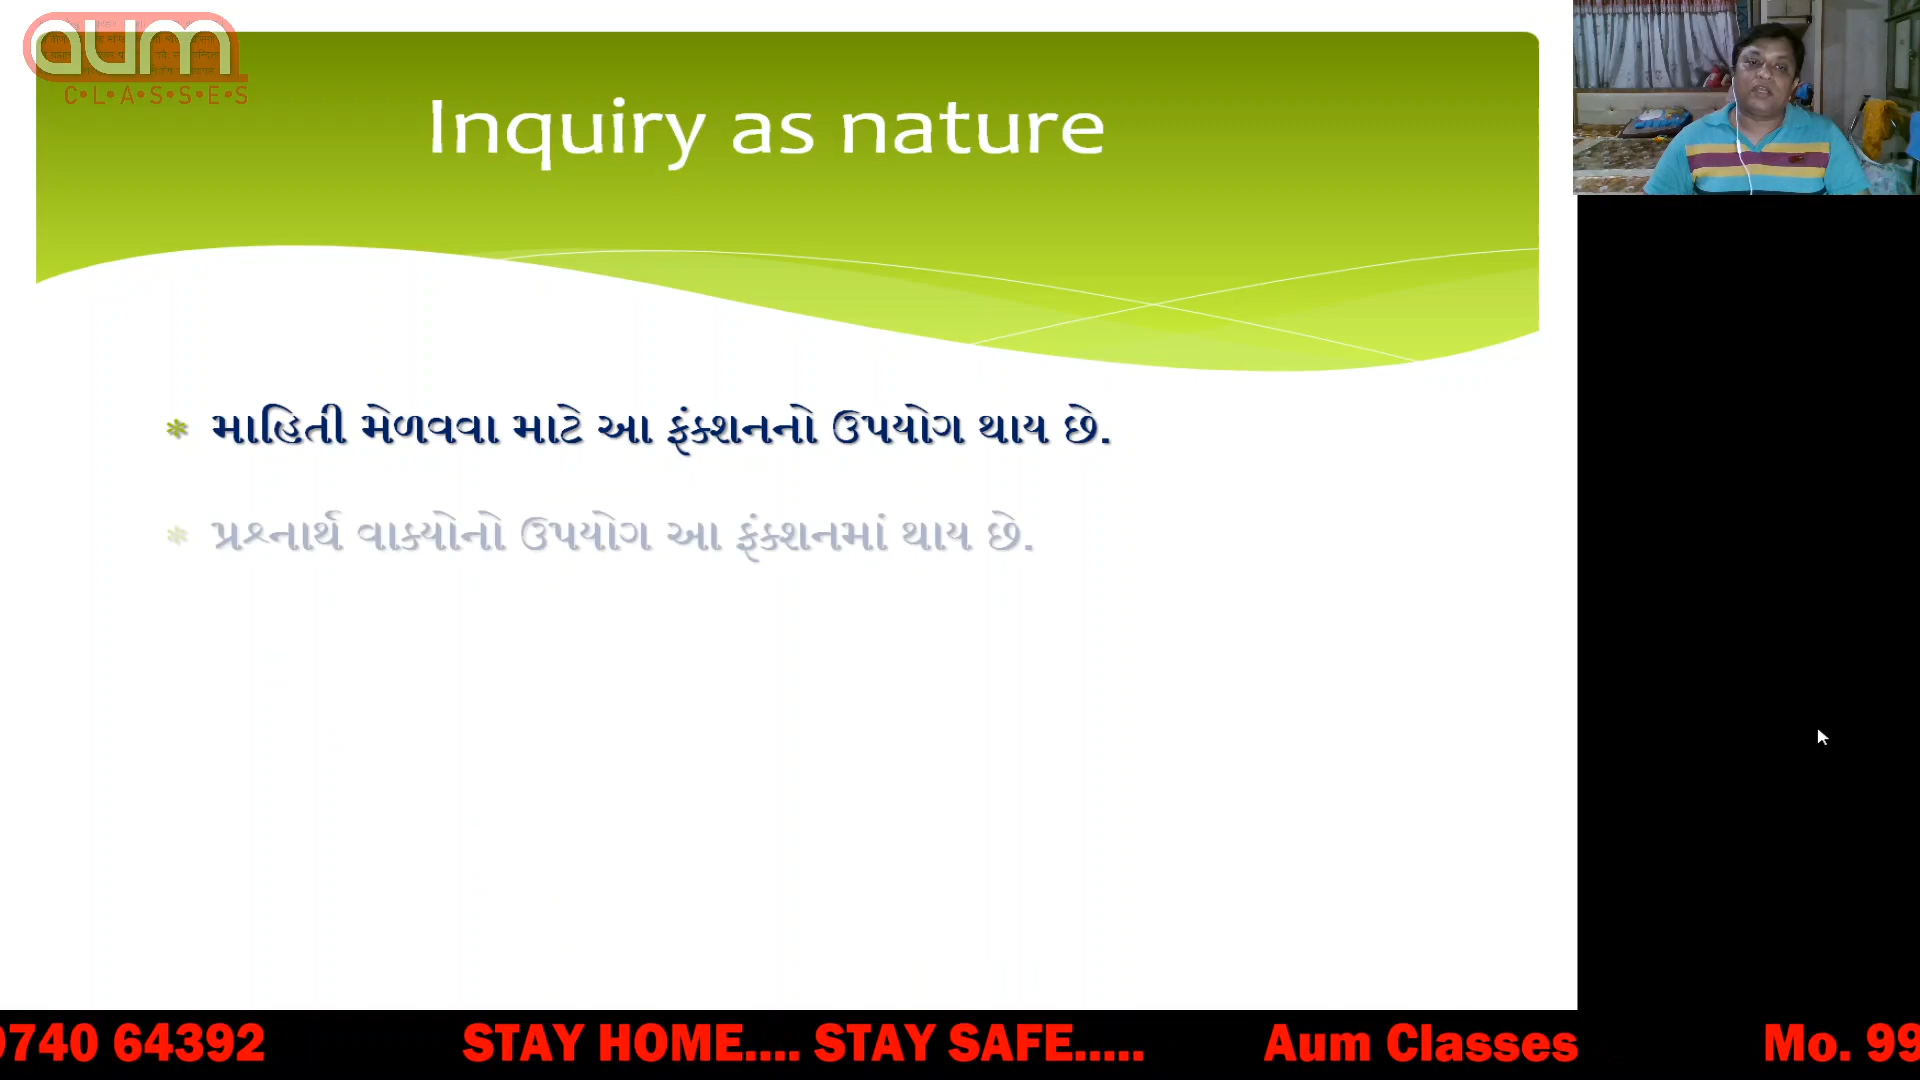 aum
C•L•A•S•S•E•S
Inquiry as nature
* માહિતી મેળવવા માટે આ ફંક્શનનો ઉપયોગ થાય છે.
* પ્રશ્નાર્થ વાક્યોનો ઉપયોગ આ ફંક્શનમાં થાય છે.
9740 64392 STAY HOME.... STAY SAFE..... Aum Classes Mo. 99